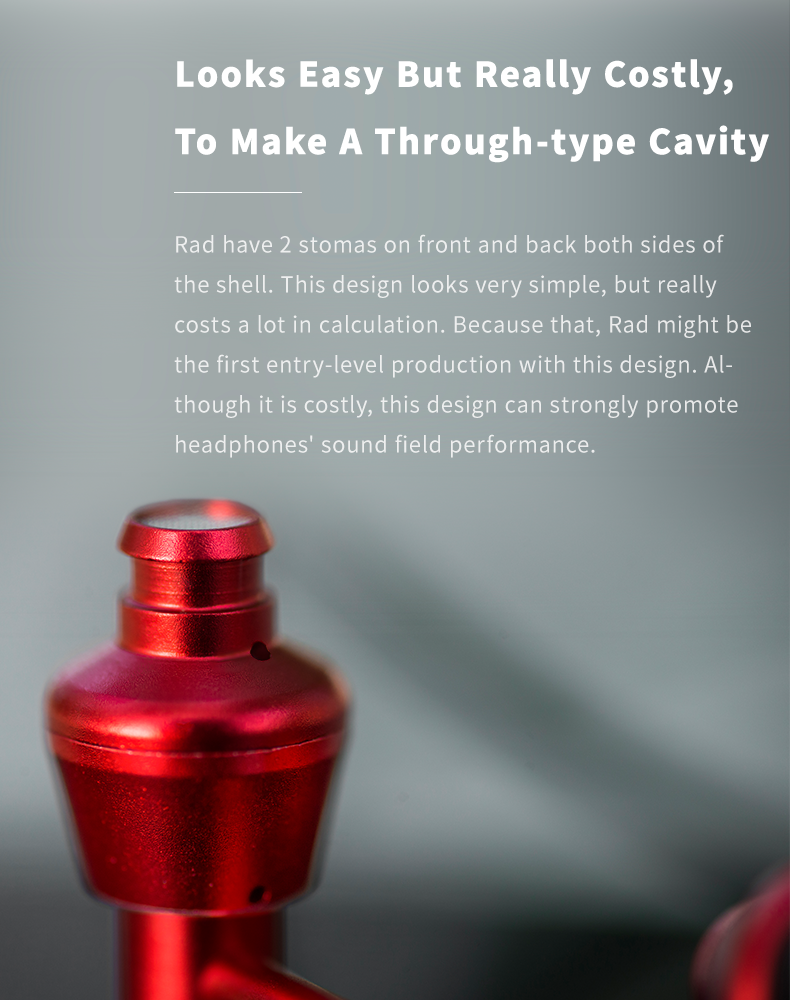 Looks Easy But Really Costly,
To Make A Through-type Cavity
Rad have 2 stomas on front and back both sides of
the shell. This design looks very simple, but really
costs a lot in calculation. Because that, Rad might be
the first entry-level production with this design. Al-
though it is costly, this design can strongly promote
headphones' sound field performance.